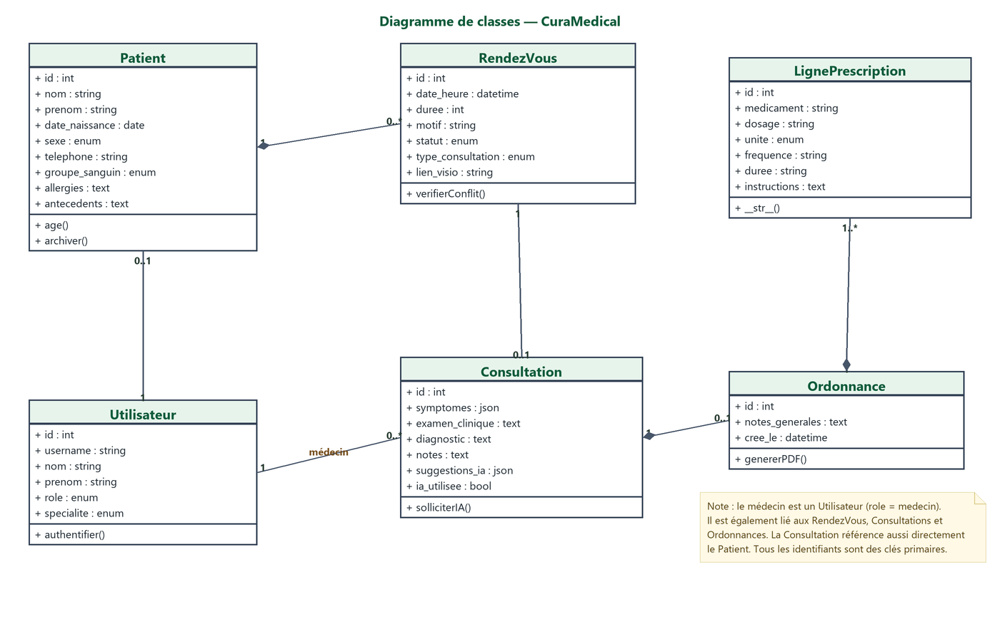 Diagramme de classes — CuraMedical
Patient
+ id : int
+ nom : string
+ prenom : string
+ date_naissance : date
+ sexe : enum
+ telephone : string
+ groupe_sanguin : enum
+ allergies : text
+ antecedents : text
+ age()
+ archiver()
RendezVous
+ id : int
+ date_heure : datetime
+ duree : int
+ motif : string
+ statut : enum
+ type_consultation : enum
+ lien_visio : string
+ verifierConflit()
LignePrescription
+ id : int
+ medicament : string
+ dosage : string
+ unite : enum
+ frequence : string
+ duree : string
+ instructions : text
+ __str__()
1
0..*
0..1
1
1
0..1
1..*
Utilisateur
+ id : int
+ username : string
+ nom : string
+ prenom : string
+ role : enum
+ specialite : enum
+ authentifier()
1
médecin
0..*
Consultation
+ id : int
+ symptomes : json
+ examen_clinique : text
+ diagnostic : text
+ notes : text
+ suggestions_ia : json
+ ia_utilisee : bool
+ solliciterIA()
1
0..1
Ordonnance
+ id : int
+ notes_generales : text
+ cree_le : datetime
+ genererPDF()
Note : le médecin est un Utilisateur (role = medecin).
Il est également lié aux RendezVous, Consultations et
Ordonnances. La Consultation référence aussi directement
le Patient. Tous les identifiants sont des clés primaires.